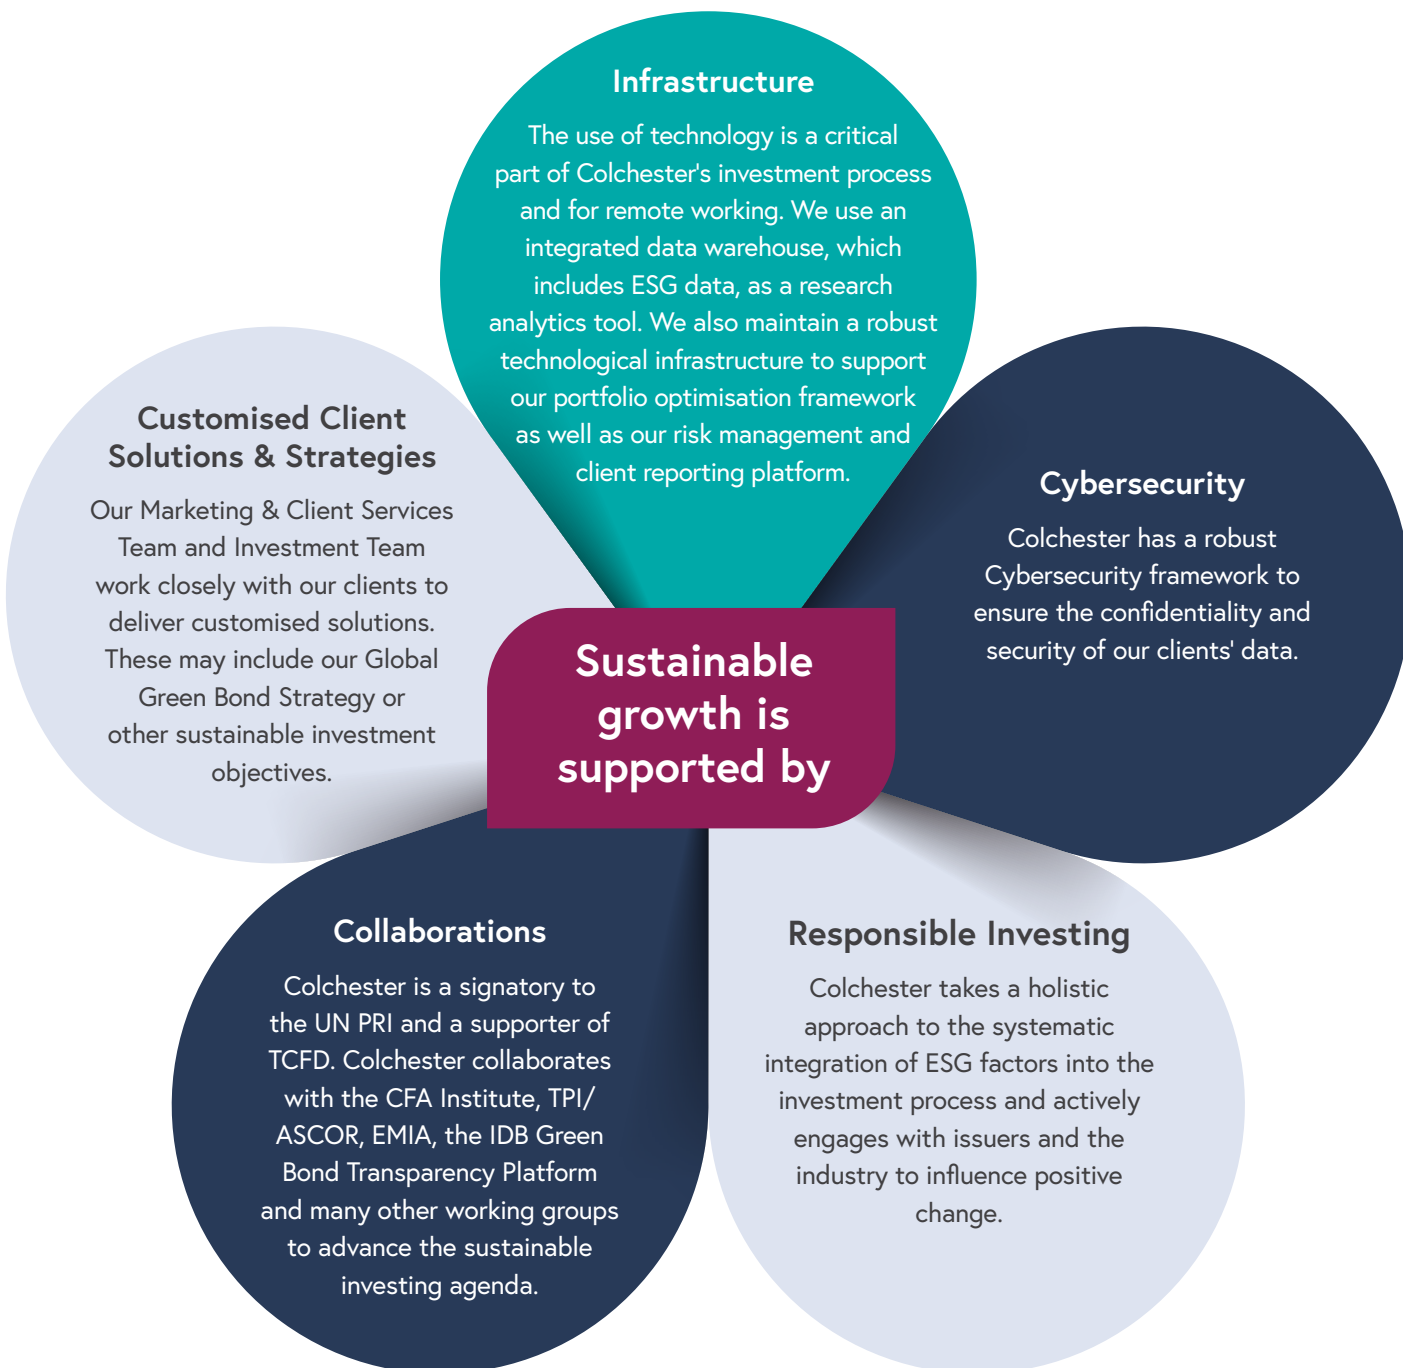 Infrastructure
The use of technology is a critical
part of Colchester's investment process
and for remote working. We use an
integrated data warehouse, which
includes ESG data, as a research
analytics tool. We also maintain a robust
technological infrastructure to support
our portfolio optimisation framework
as well as our risk management and
client reporting platform.
Cybersecurity
Colchester has a robust
Cybersecurity framework to
ensure the confidentiality and
security of our clients' data.
Responsible Investing
Colchester takes a holistic
approach to the systematic
integration of ESG factors into the
investment process and actively
engages with issuers and the
industry to influence positive
change.
Collaborations
Colchester is a signatory to
the UN PRI and a supporter of
TCFD. Colchester collaborates
with the CFA Institute, TPI/
ASCOR, EMIA, the IDB Green
Bond Transparency Platform
and many other working groups
to advance the sustainable
investing agenda.
Customised Client
Solutions & Strategies
Our Marketing & Client Services
Team and Investment Team
work closely with our clients to
deliver customised solutions.
These may include our Global
Green Bond Strategy or
other sustainable investment
objectives.
Sustainable
growth is
supported by